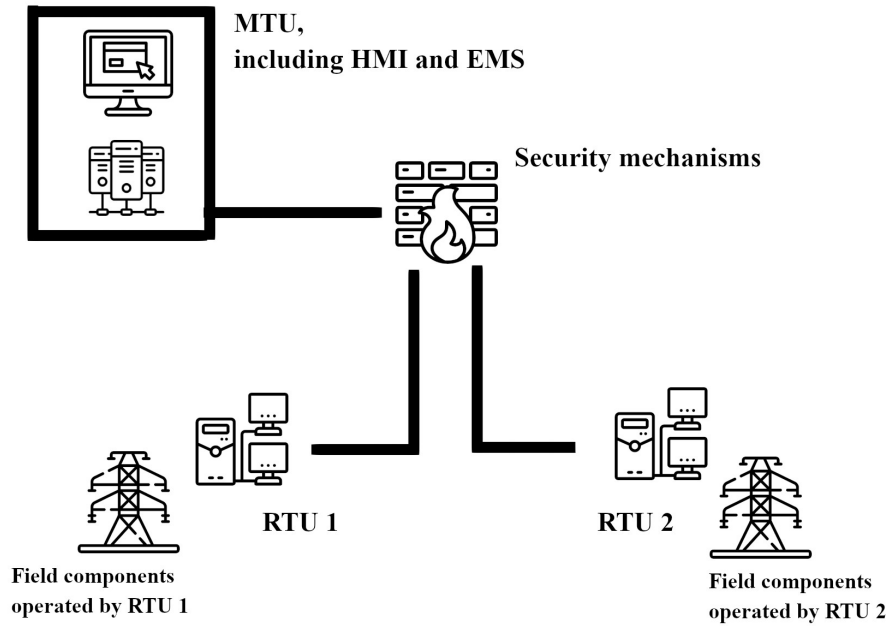 MTU,
including HMI and EMS
Security mechanisms
RTU 1
RTU 2
Field components
operated by RTU 1
Field components
operated by RTU 2